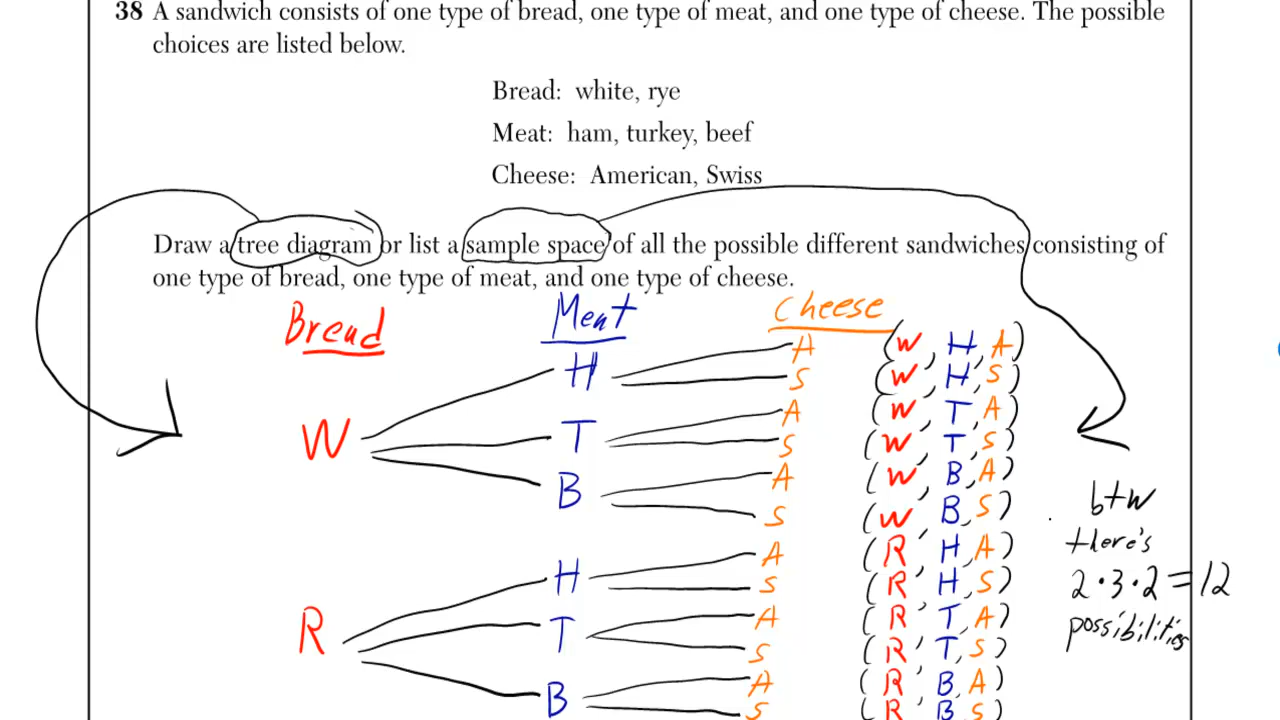 38 A sandwich consists of one type of bread, one type of meat, and one type of cheese. The possible
choices are listed below.
Bread: white, rye
Meat: ham, turkey, beef
Cheese: American, Swiss
Draw a tree diagram or list a sample space of all the possible different sandwiches consisting of
one type of bread, one type of meat, and one type of cheese.
Bread Meat Cheese
H A (W, H, A)
S (W, H, S)
W T A (W, T, A)
S (W, T, S)
B A (W, B, A)
S (W, B, S)
H A (R, H, A)
S (R, H, S)
R T A (R, T, A)
S (R, T, S)
B A (R, B, A)
S (R, B, S)
btw
there's
2·3·2=12
possibilities